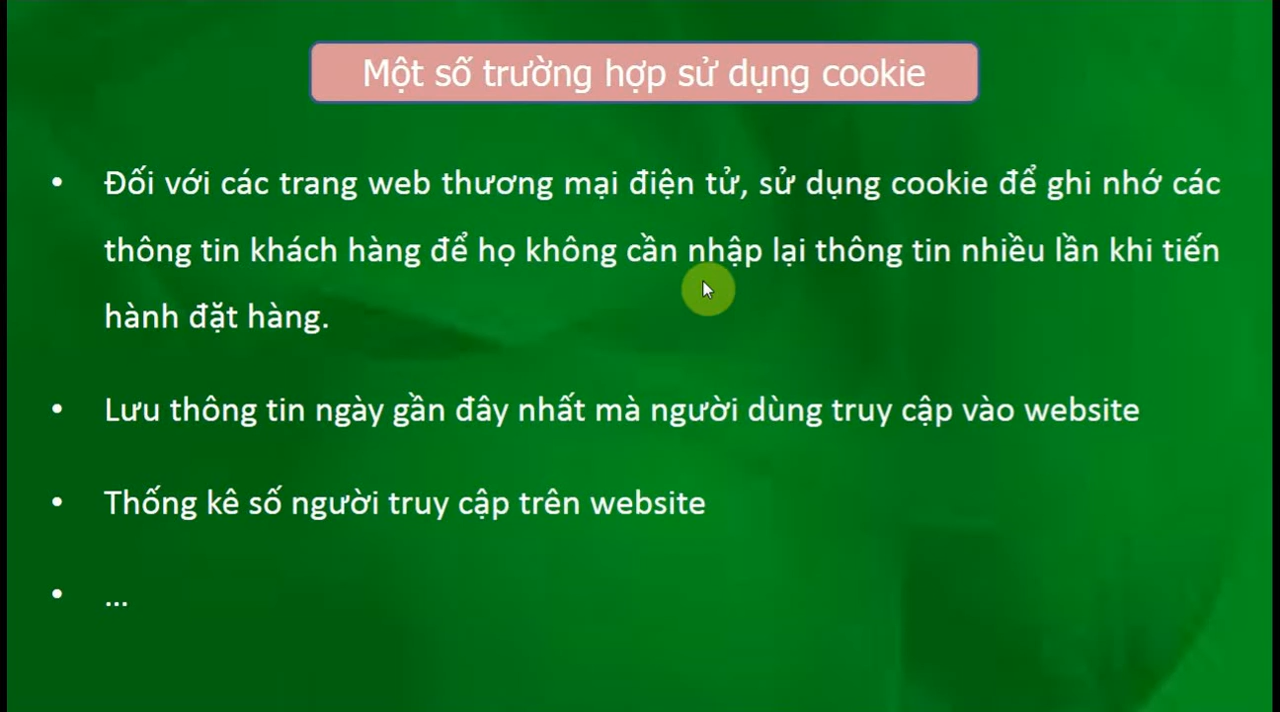 Một số trường hợp sử dụng cookie
• Đối với các trang web thương mại điện tử, sử dụng cookie để ghi nhớ các
thông tin khách hàng để họ không cần nhập lại thông tin nhiều lần khi tiến
hành đặt hàng.
• Lưu thông tin ngày gần đây nhất mà người dùng truy cập vào website
• Thống kê số người truy cập trên website
• ...